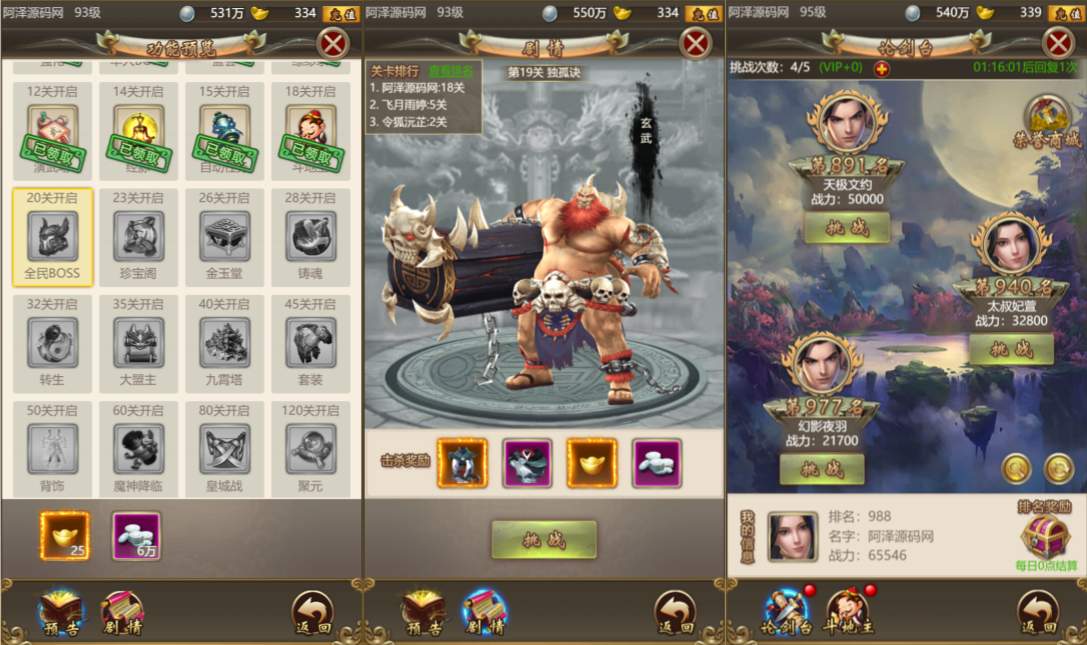 阿泽源码网 93级 531万 334 充值
功能预览
12关开启 14关开启 15关开启 18关开启
已领取 已领取 已领取 已领取
20关开启 23关开启 26关开启 28关开启
全民BOSS 珍宝阁 金玉堂 铸魂
32关开启 35关开启 40关开启 45关开启
转生 大盟主 九霄塔 套装
50关开启 60关开启 80关开启 120关开启
背饰 魔神降临 皇城战 聚元
25 6万
预告 剧情 返回
阿泽源码网 93级 550万 334 充值
剧情
关卡排行 查看排名
第19关 独孤诀
1. 阿泽源码网:18关
2. 飞月雨婷:5关
3. 令狐沅芷:2关
玄武
击杀奖励
挑战
预告 剧情 返回
阿泽源码网 95级 540万 339 充值
论剑台
挑战次数: 4/5 (VIP+0) 01:16:01后回复1次
荣誉商城
第891名
天极文约
战力: 50000
挑战
第940名
太叔妃萱
战力: 32800
挑战
第977名
幻影夜羽
战力: 21700
挑战
我的信息
排名: 988
名字: 阿泽源码网
战力: 65546
排名奖励
每日0点结算
论剑台 斗地主 返回